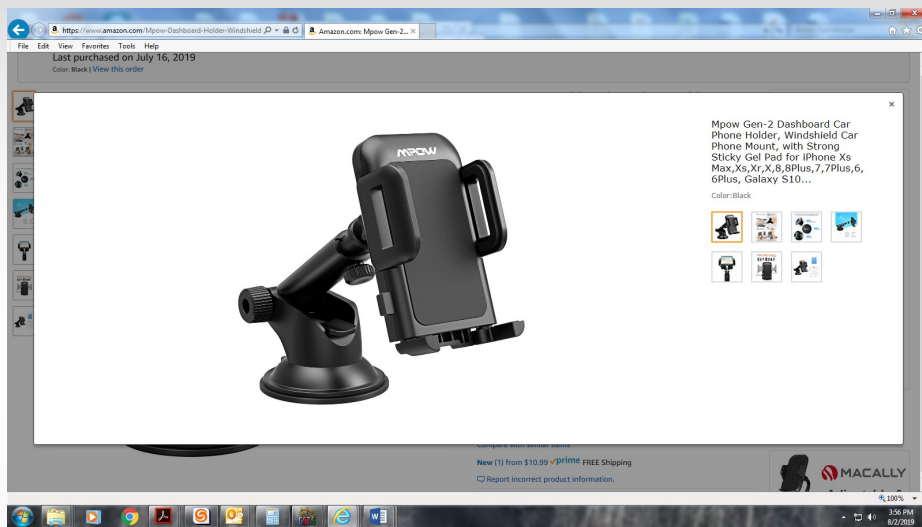 https://www.amazon.com/Mpow-Dashboard-Holder-Windshield
Amazon.com: Mpow Gen-2...
File Edit View Favorites Tools Help
Last purchased on July 16, 2019
Color: Black | View this order
Mpow Gen-2 Dashboard Car
Phone Holder, Windshield Car
Phone Mount, with Strong
Sticky Gel Pad for iPhone Xs
Max,Xs,Xr,X,8,8Plus,7,7Plus,6,
6Plus, Galaxy S10...
Color:Black
MPOW
Compare with similar items
New (1) from $10.99 prime FREE Shipping
Report incorrect product information.
MACALLY
100%
3:56 PM
8/2/2019